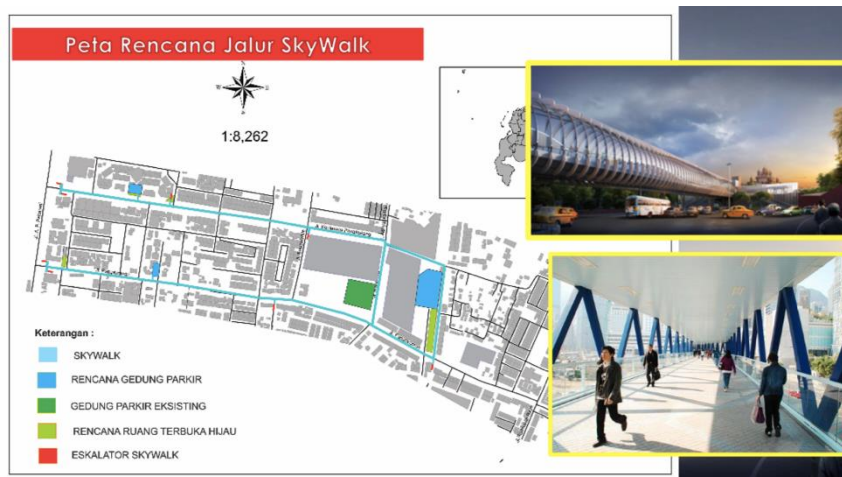 Peta Rencana Jalur SkyWalk
1:8,262
Keterangan :
SKYWALK
RENCANA GEDUNG PARKIR
GEDUNG PARKIR EKSISTING
RENCANA RUANG TERBUKA HIJAU
ESKALATOR SKYWALK